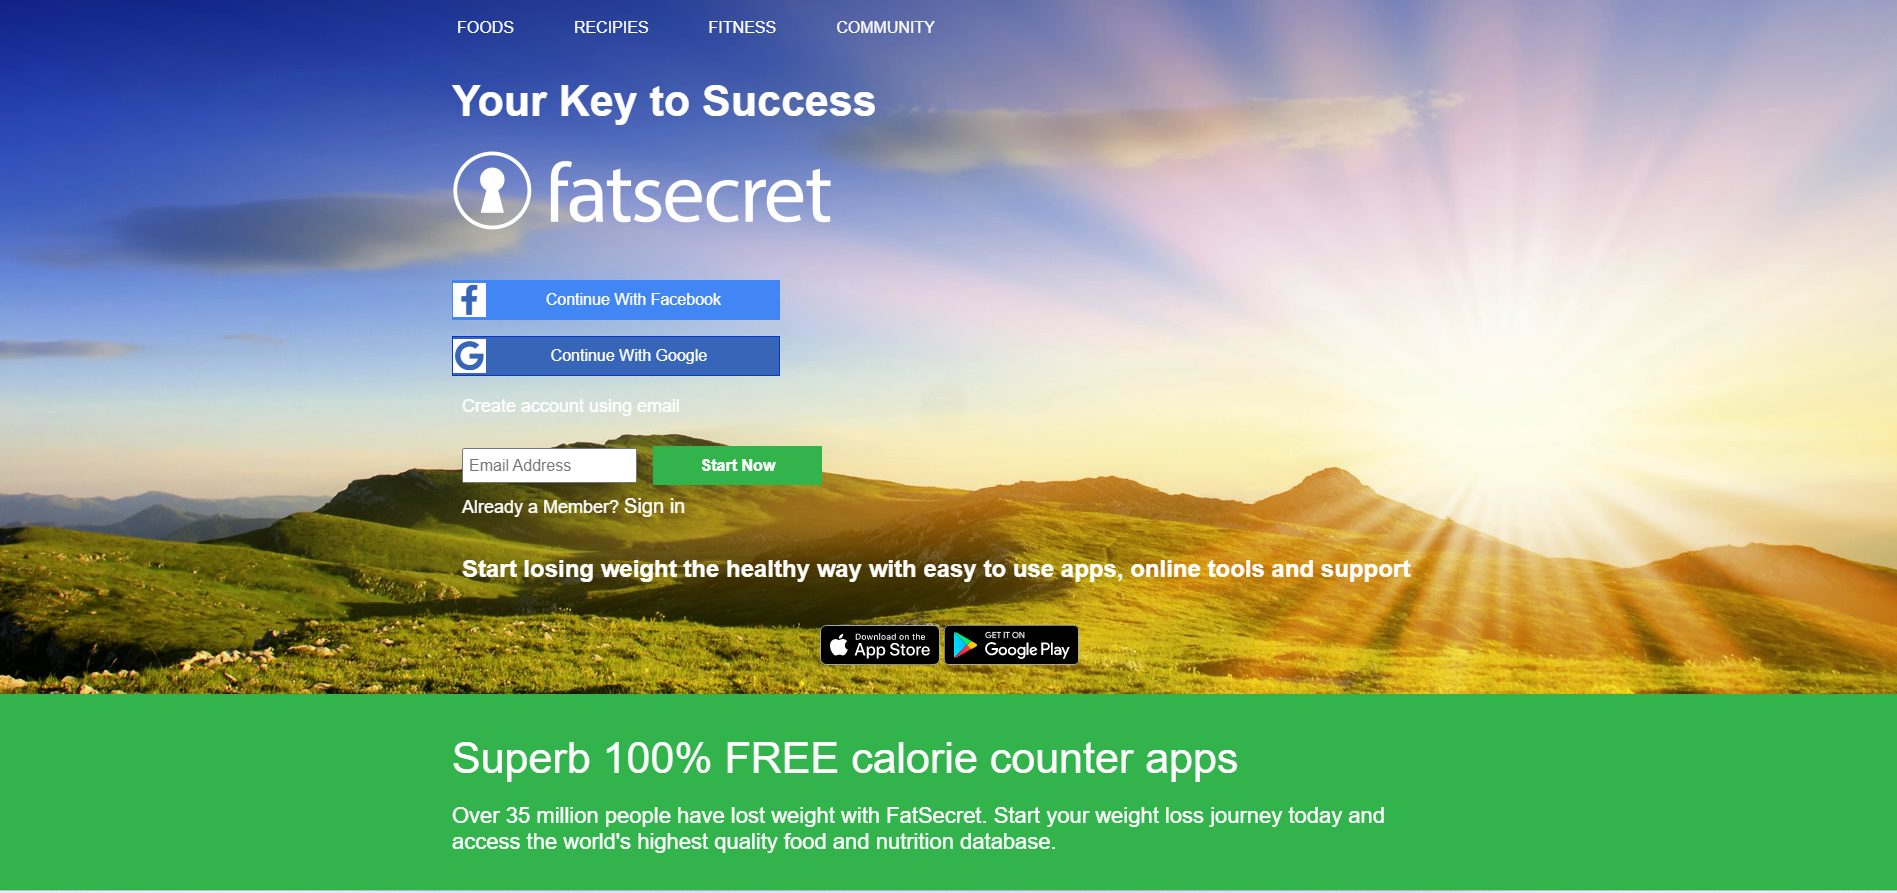 FOODS RECIPIES FITNESS COMMUNITY
Your Key to Success
fatsecret
Continue With Facebook
Continue With Google
Create account using email
Email Address Start Now
Already a Member? Sign in
Start losing weight the healthy way with easy to use apps, online tools and support
Download on the App Store
GET IT ON Google Play
Superb 100% FREE calorie counter apps
Over 35 million people have lost weight with FatSecret. Start your weight loss journey today and
access the world's highest quality food and nutrition database.